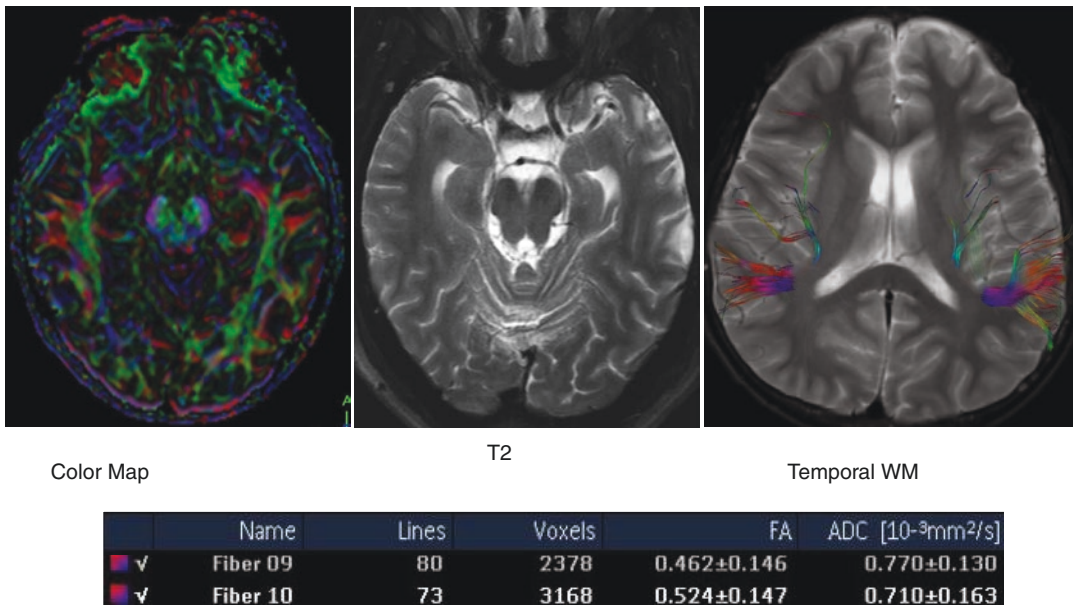 A
T2
Color Map
Temporal WM
Name Lines Voxels FA ADC [10-³mm²/s]
√ Fiber 09 80 2378 0.462±0.146 0.770±0.130
√ Fiber 10 73 3168 0.524±0.147 0.710±0.163